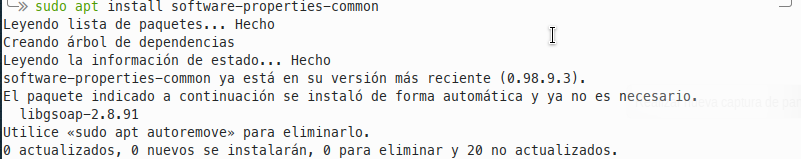 └─» sudo apt install software-properties-common
Leyendo lista de paquetes... Hecho
Creando árbol de dependencias
Leyendo la información de estado... Hecho
software-properties-common ya está en su versión más reciente (0.98.9.3).
El paquete indicado a continuación se instaló de forma automática y ya no es necesario.
  libgsoap-2.8.91
Utilice «sudo apt autoremove» para eliminarlo.
0 actualizados, 0 nuevos se instalarán, 0 para eliminar y 20 no actualizados.